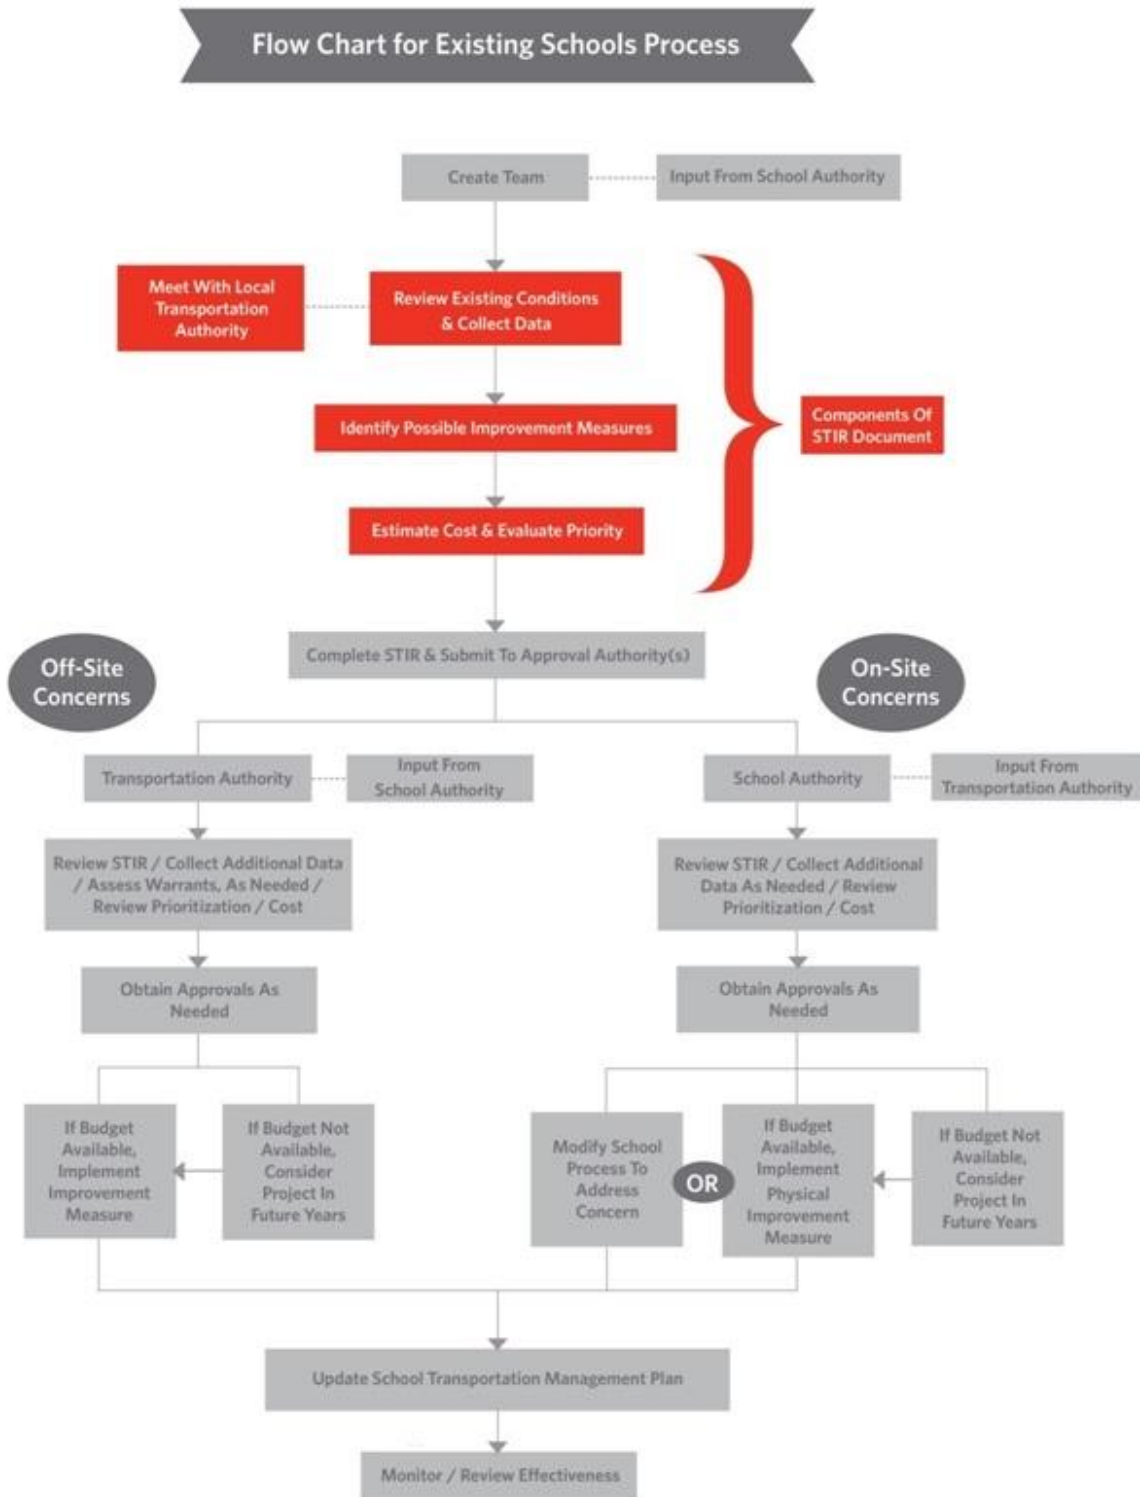 Flow Chart for Existing Schools Process
Create Team
Input From School Authority
Meet With Local
Transportation
Authority
Review Existing Conditions
& Collect Data
Identify Possible Improvement Measures
Components Of
STIR Document
Estimate Cost & Evaluate Priority
Complete STIR & Submit To Approval Authority(s)
Off-Site
Concerns
On-Site
Concerns
Transportation Authority
Input From
School Authority
School Authority
Input From
Transportation Authority
Review STIR / Collect Additional Data
/ Assess Warrants, As Needed /
Review Prioritization / Cost
Review STIR / Collect Additional
Data As Needed / Review
Prioritization / Cost
Obtain Approvals As
Needed
Obtain Approvals As
Needed
If Budget
Available,
Implement
Improvement
Measure
If Budget Not
Available,
Consider
Project In
Future Years
Modify School
Process To
Address
Concern
OR
If Budget
Available,
Implement
Physical
Improvement
Measure
If Budget Not
Available,
Consider
Project In
Future Years
Update School Transportation Management Plan
Monitor / Review Effectiveness